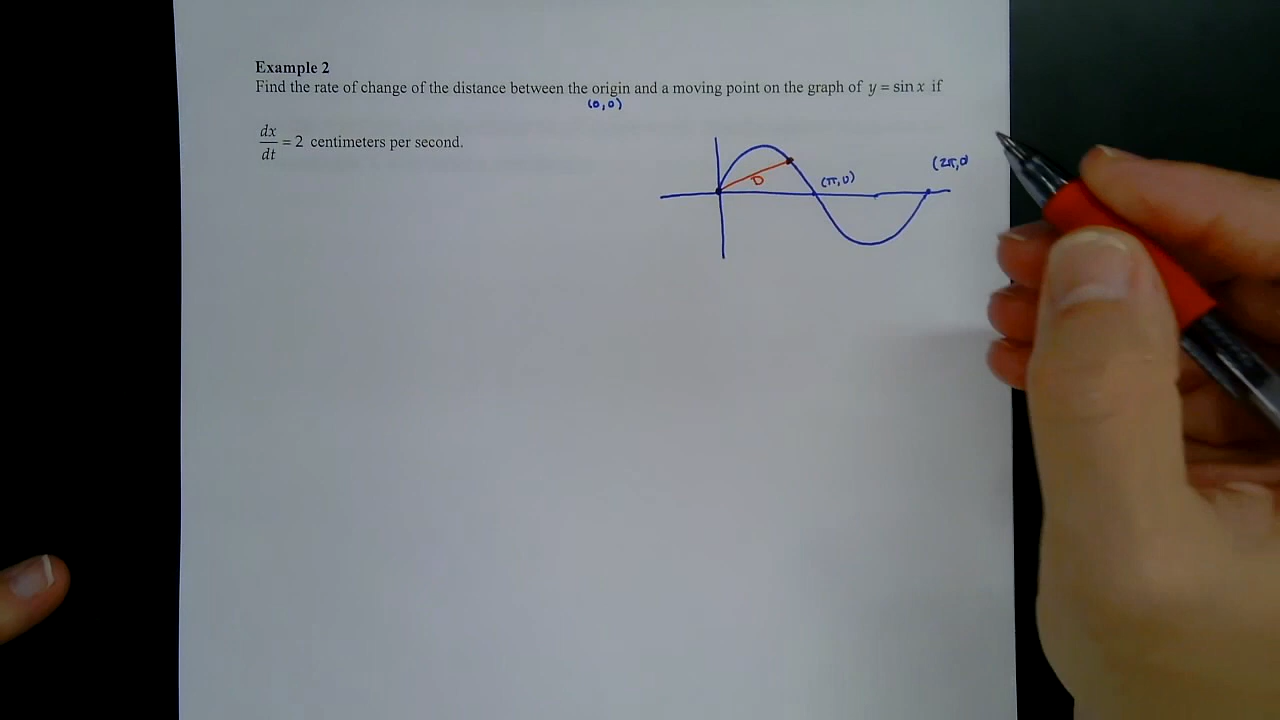 Example 2
Find the rate of change of the distance between the origin and a moving point on the graph of y = sin x if
(0,0)
dx/dt = 2 centimeters per second.
(2π,0
(π,0)
D